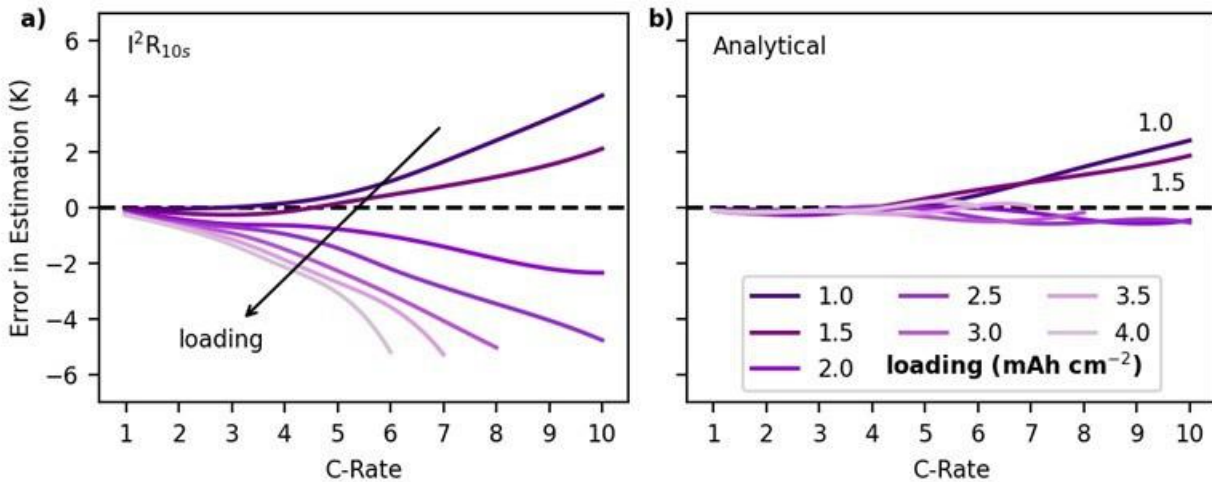 a)
I²R₁₀ₛ
Error in Estimation (K)
6
4
2
0
−2
−4
−6
loading
1 2 3 4 5 6 7 8 9 10
C-Rate
b)
Analytical
1.0
1.5
1.0 2.5 3.5
1.5 3.0 4.0
2.0 loading (mAh cm⁻²)
1 2 3 4 5 6 7 8 9 10
C-Rate